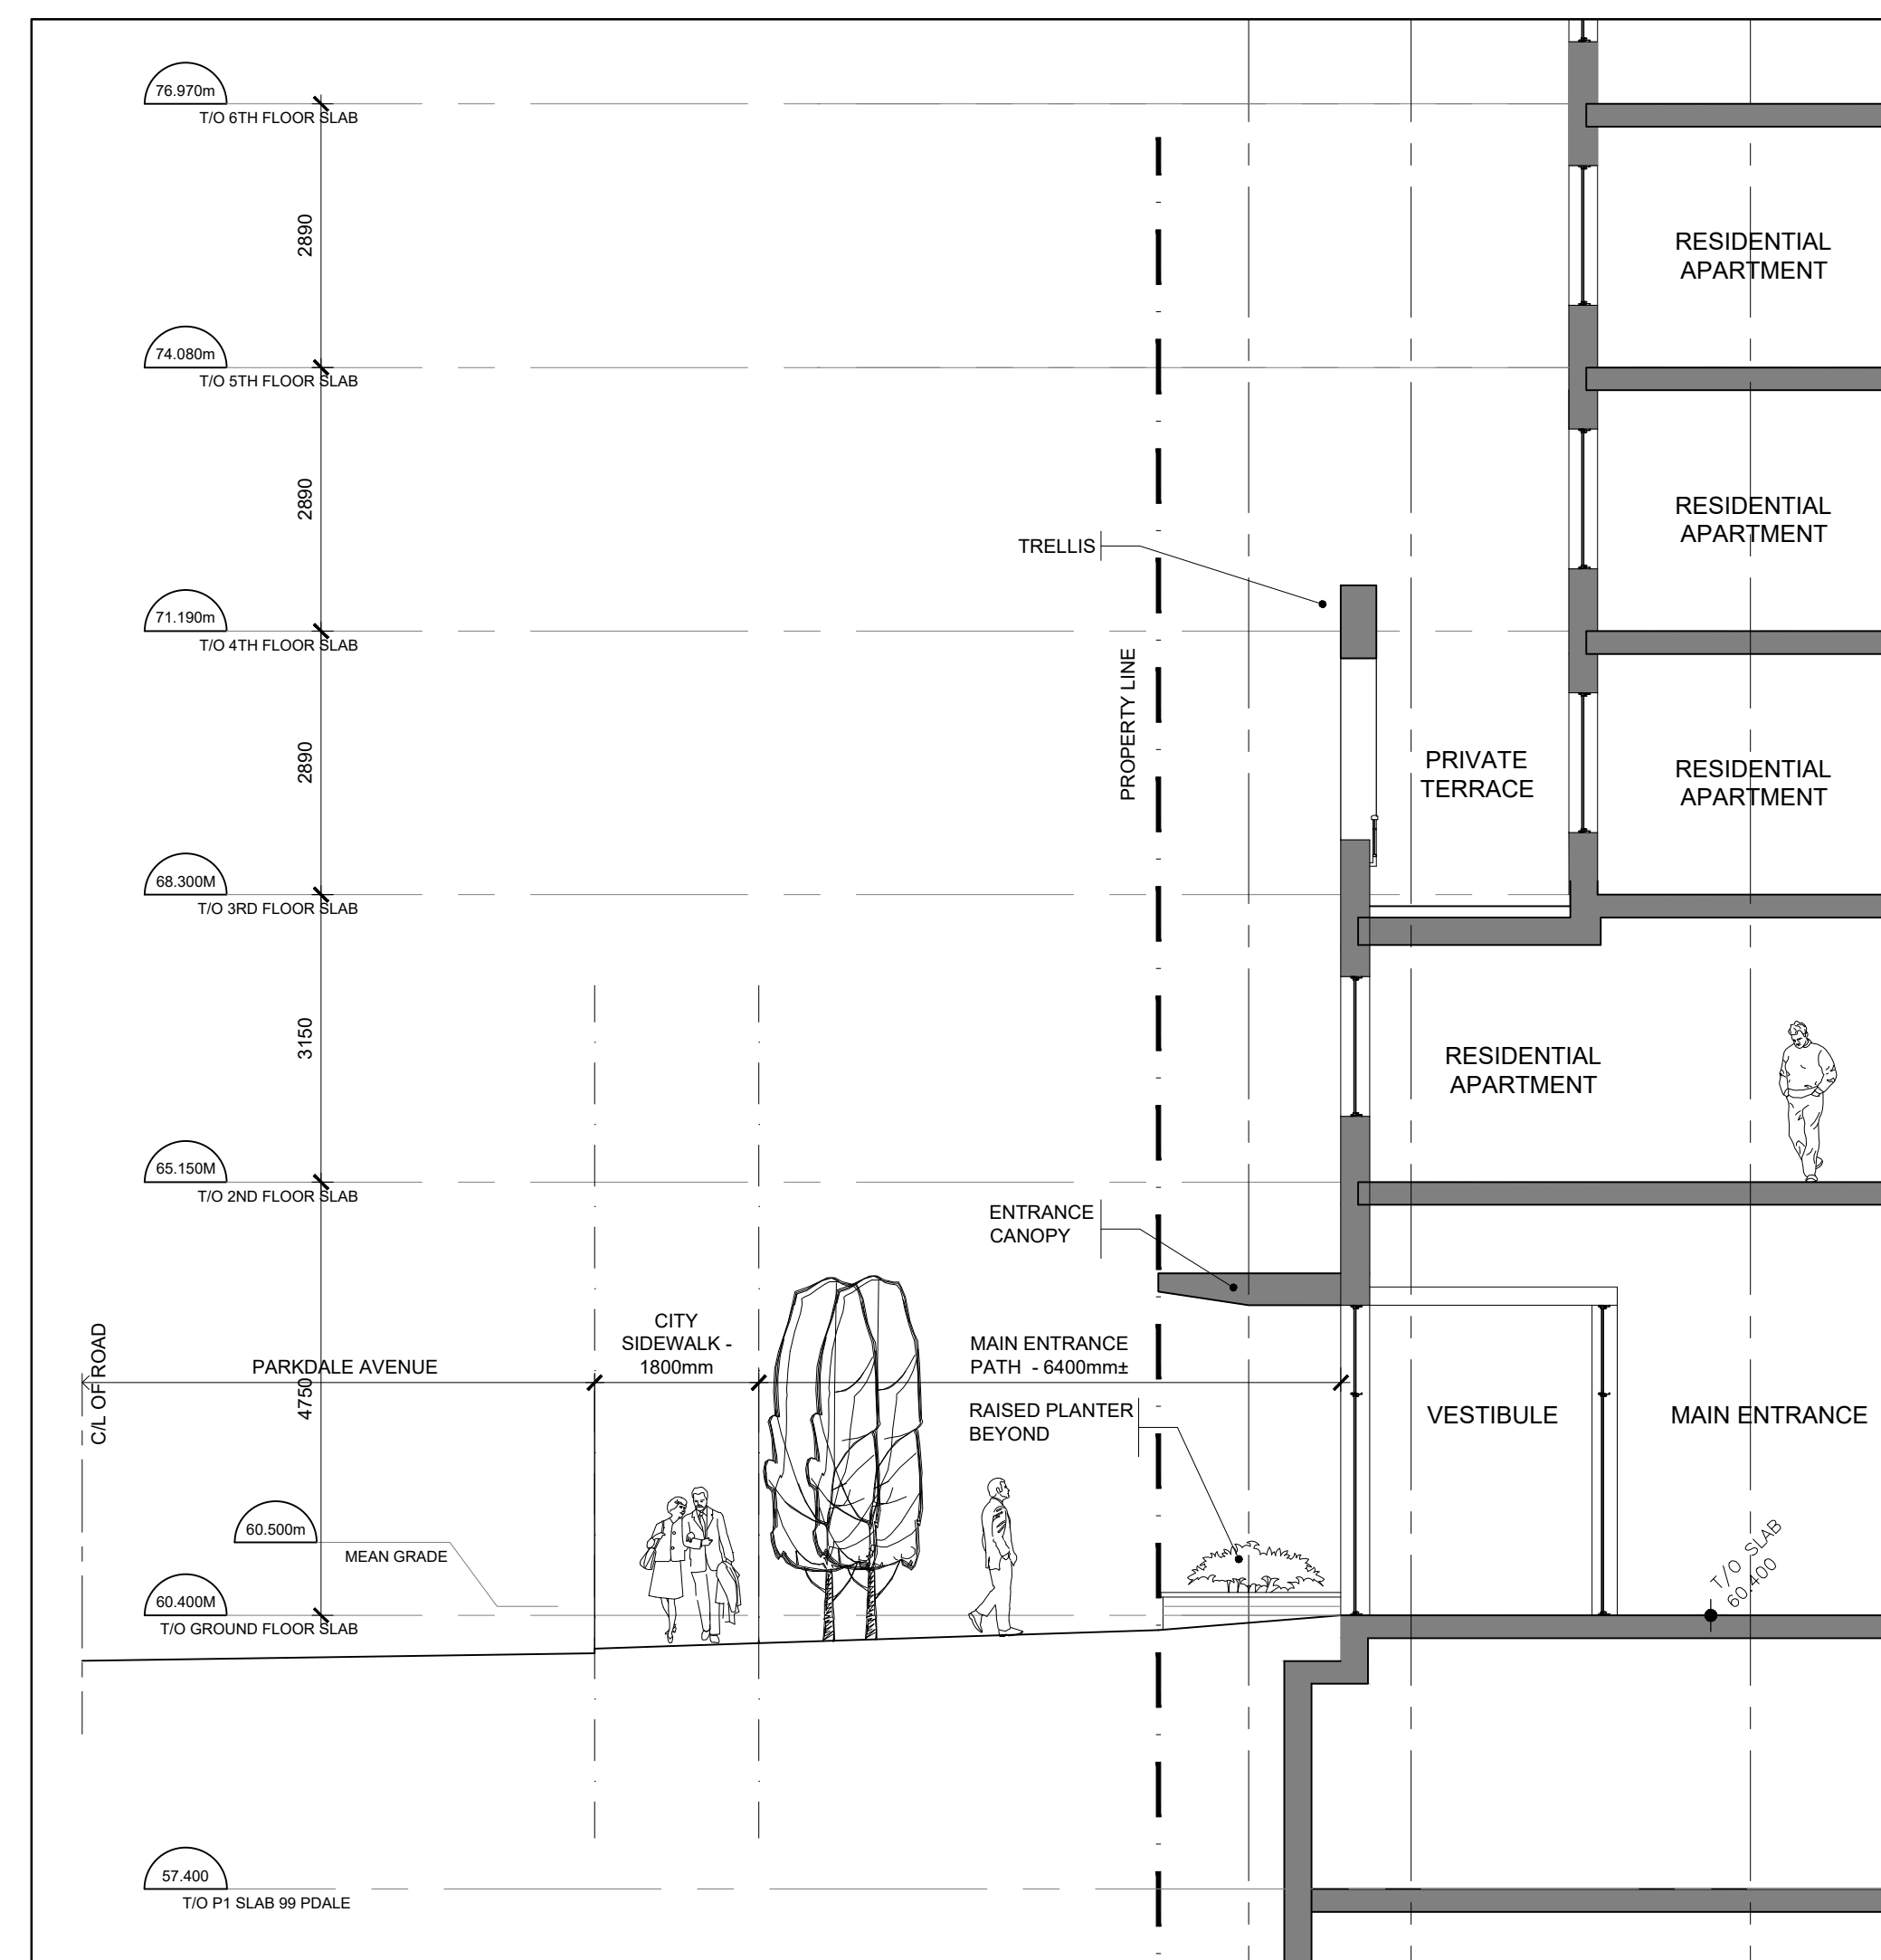 76.970m
T/O 6TH FLOOR SLAB
2890
RESIDENTIAL
APARTMENT
74.080m
T/O 5TH FLOOR SLAB
2890
RESIDENTIAL
APARTMENT
TRELLIS
71.190m
T/O 4TH FLOOR SLAB
2890
PROPERTY LINE
PRIVATE
TERRACE
RESIDENTIAL
APARTMENT
68.300M
T/O 3RD FLOOR SLAB
3150
RESIDENTIAL
APARTMENT
65.150M
T/O 2ND FLOOR SLAB
ENTRANCE
CANOPY
C/L OF ROAD
PARKDALE AVENUE
4750
CITY
SIDEWALK -
1800mm
MAIN ENTRANCE
PATH - 6400mm±
RAISED PLANTER
BEYOND
VESTIBULE
MAIN ENTRANCE
60.500m
MEAN GRADE
60.400M
T/O GROUND FLOOR SLAB
T/O SLAB
60.400
57.400
T/O P1 SLAB 99 PDALE